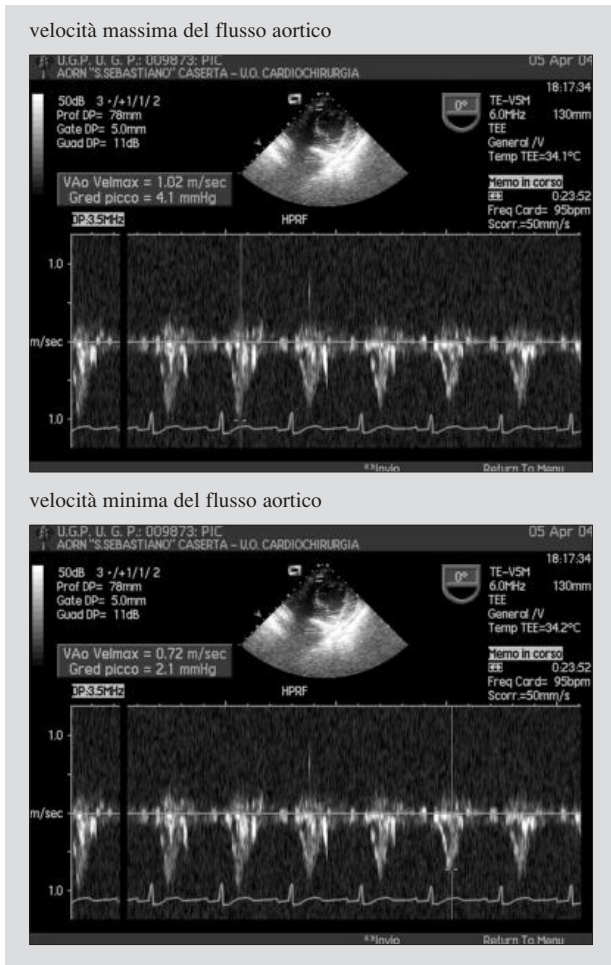 velocità massima del flusso aortico
U.G.P. U. G. P.: 009873: PIC
05 Apr 04
AORN "S.SEBASTIANO" CASERTA – U.O. CARDIOCHIRURGIA
18:17:34
50dB 3 •/+1/1/ 2
Prof DP= 78mm
Gate DP= 5.0mm
Guad DP= 11dB
0°
TE-V5M
6.0MHz 130mm
TEE
General /V
Temp TEE=34.1°C
VAo Velmax = 1.02 m/sec
Gred picco = 4.1 mmHg
Memo in corso
0:23:52
Freq Card= 95bpm
Scorr.=50mm/s
DP:3.5MHz
HPRF
1.0
m/sec
1.0
Invio
Return To Menu
velocità minima del flusso aortico
U.G.P. U. G. P.: 009873: PIC
05 Apr 04
AORN "S.SEBASTIANO" CASERTA – U.O. CARDIOCHIRURGIA
18:17:34
50dB 3 •/+1/1/ 2
Prof DP= 78mm
Gate DP= 5.0mm
Guad DP= 11dB
0°
TE-V5M
6.0MHz 130mm
TEE
General /V
Temp TEE=34.2°C
VAo Velmax = 0.72 m/sec
Gred picco = 2.1 mmHg
Memo in corso
0:23:52
Freq Card= 95bpm
Scorr.=50mm/s
DP:3.5MHz
HPRF
1.0
m/sec
1.0
Invio
Return To Menu